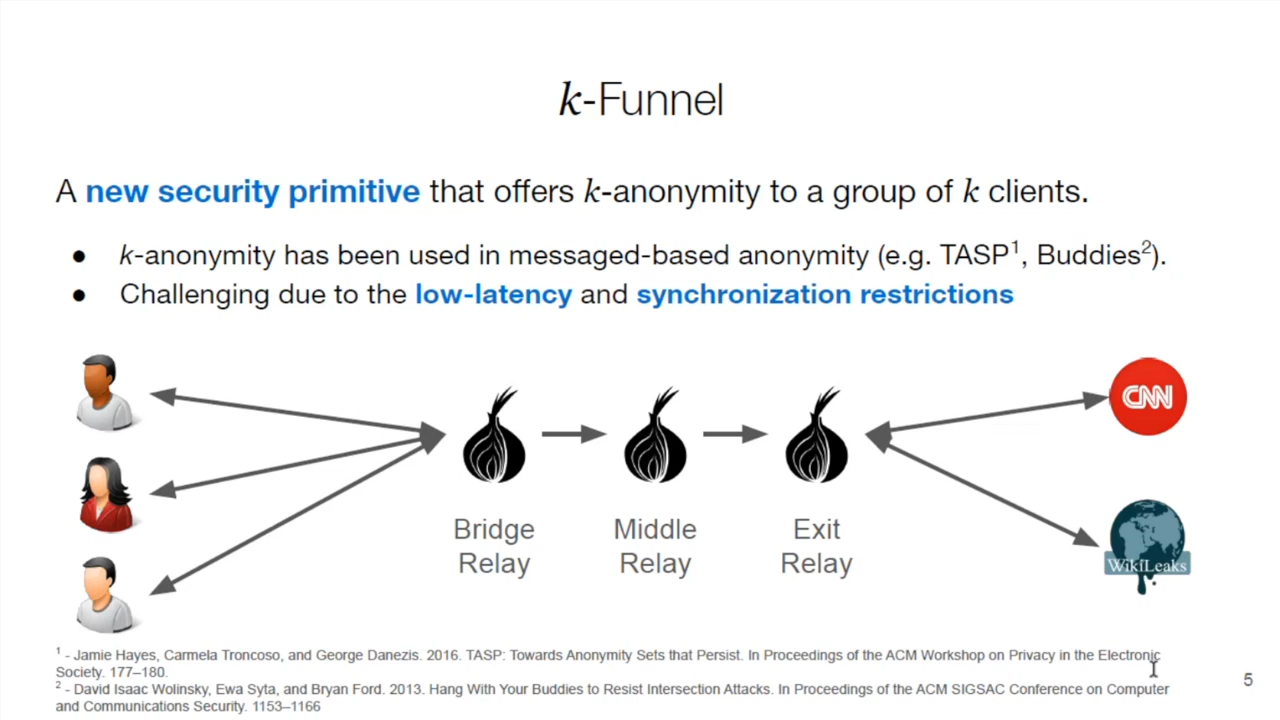 k-Funnel
A new security primitive that offers k-anonymity to a group of k clients.
● k-anonymity has been used in messaged-based anonymity (e.g. TASP¹, Buddies²).
● Challenging due to the low-latency and synchronization restrictions
CNN
WikiLeaks
Bridge
Relay
Middle
Relay
Exit
Relay
¹ - Jamie Hayes, Carmela Troncoso, and George Danezis. 2016. TASP: Towards Anonymity Sets that Persist. In Proceedings of the ACM Workshop on Privacy in the Electronic
Society. 177–180.
² - David Isaac Wolinsky, Ewa Syta, and Bryan Ford. 2013. Hang With Your Buddies to Resist Intersection Attacks. In Proceedings of the ACM SIGSAC Conference on Computer
and Communications Security. 1153–1166
5